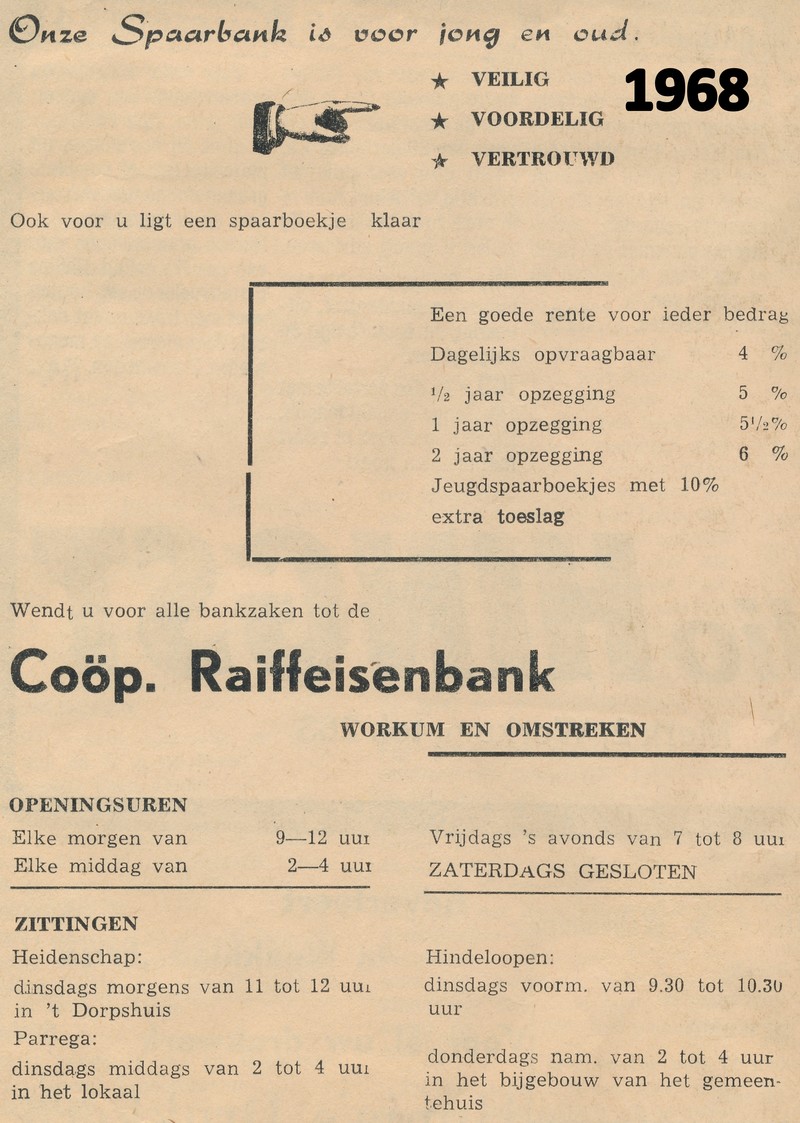 Onze Spaarbank is voor jong en oud.
★ VEILIG
1968
★ VOORDELIG
★ VERTROUWD
Ook voor u ligt een spaarboekje klaar
Een goede rente voor ieder bedrag
Dagelijks opvraagbaar 4 %
1/2 jaar opzegging 5 %
1 jaar opzegging 5 1/2 %
2 jaar opzegging 6 %
Jeugdspaarboekjes met 10%
extra toeslag
Wendt u voor alle bankzaken tot de
Coöp. Raiffeisenbank
WORKUM EN OMSTREKEN
OPENINGSUREN
Elke morgen van 9—12 uur
Elke middag van 2—4 uur
Vrijdags 's avonds van 7 tot 8 uur
ZATERDAGS GESLOTEN
ZITTINGEN
Heidenschap:
dinsdags morgens van 11 tot 12 uur
in 't Dorpshuis
Parrega:
dinsdags middags van 2 tot 4 uur
in het lokaal
Hindeloopen:
dinsdags voorm. van 9.30 tot 10.30
uur
donderdags nam. van 2 tot 4 uur
in het bijgebouw van het gemeen-
tehuis